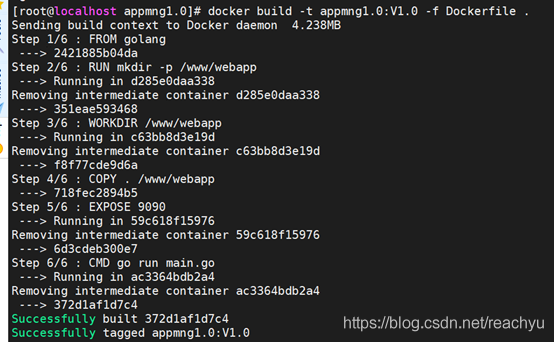 [root@localhost appmng1.0]# docker build -t appmng1.0:V1.0 -f Dockerfile .
Sending build context to Docker daemon  4.238MB
Step 1/6 : FROM golang
 ---> 2421885b04da
Step 2/6 : RUN mkdir -p /www/webapp
 ---> Running in d285e0daa338
Removing intermediate container d285e0daa338
 ---> 351eae593468
Step 3/6 : WORKDIR /www/webapp
 ---> Running in c63bb8d3e19d
Removing intermediate container c63bb8d3e19d
 ---> f8f77cde9d6a
Step 4/6 : COPY . /www/webapp
 ---> 718fec2894b5
Step 5/6 : EXPOSE 9090
 ---> Running in 59c618f15976
Removing intermediate container 59c618f15976
 ---> 6d3cdeb300e7
Step 6/6 : CMD go run main.go
 ---> Running in ac3364bdb2a4
Removing intermediate container ac3364bdb2a4
 ---> 372d1af1d7c4
Successfully built 372d1af1d7c4
Successfully tagged appmng1.0:V1.0
https://blog.csdn.net/reachyu